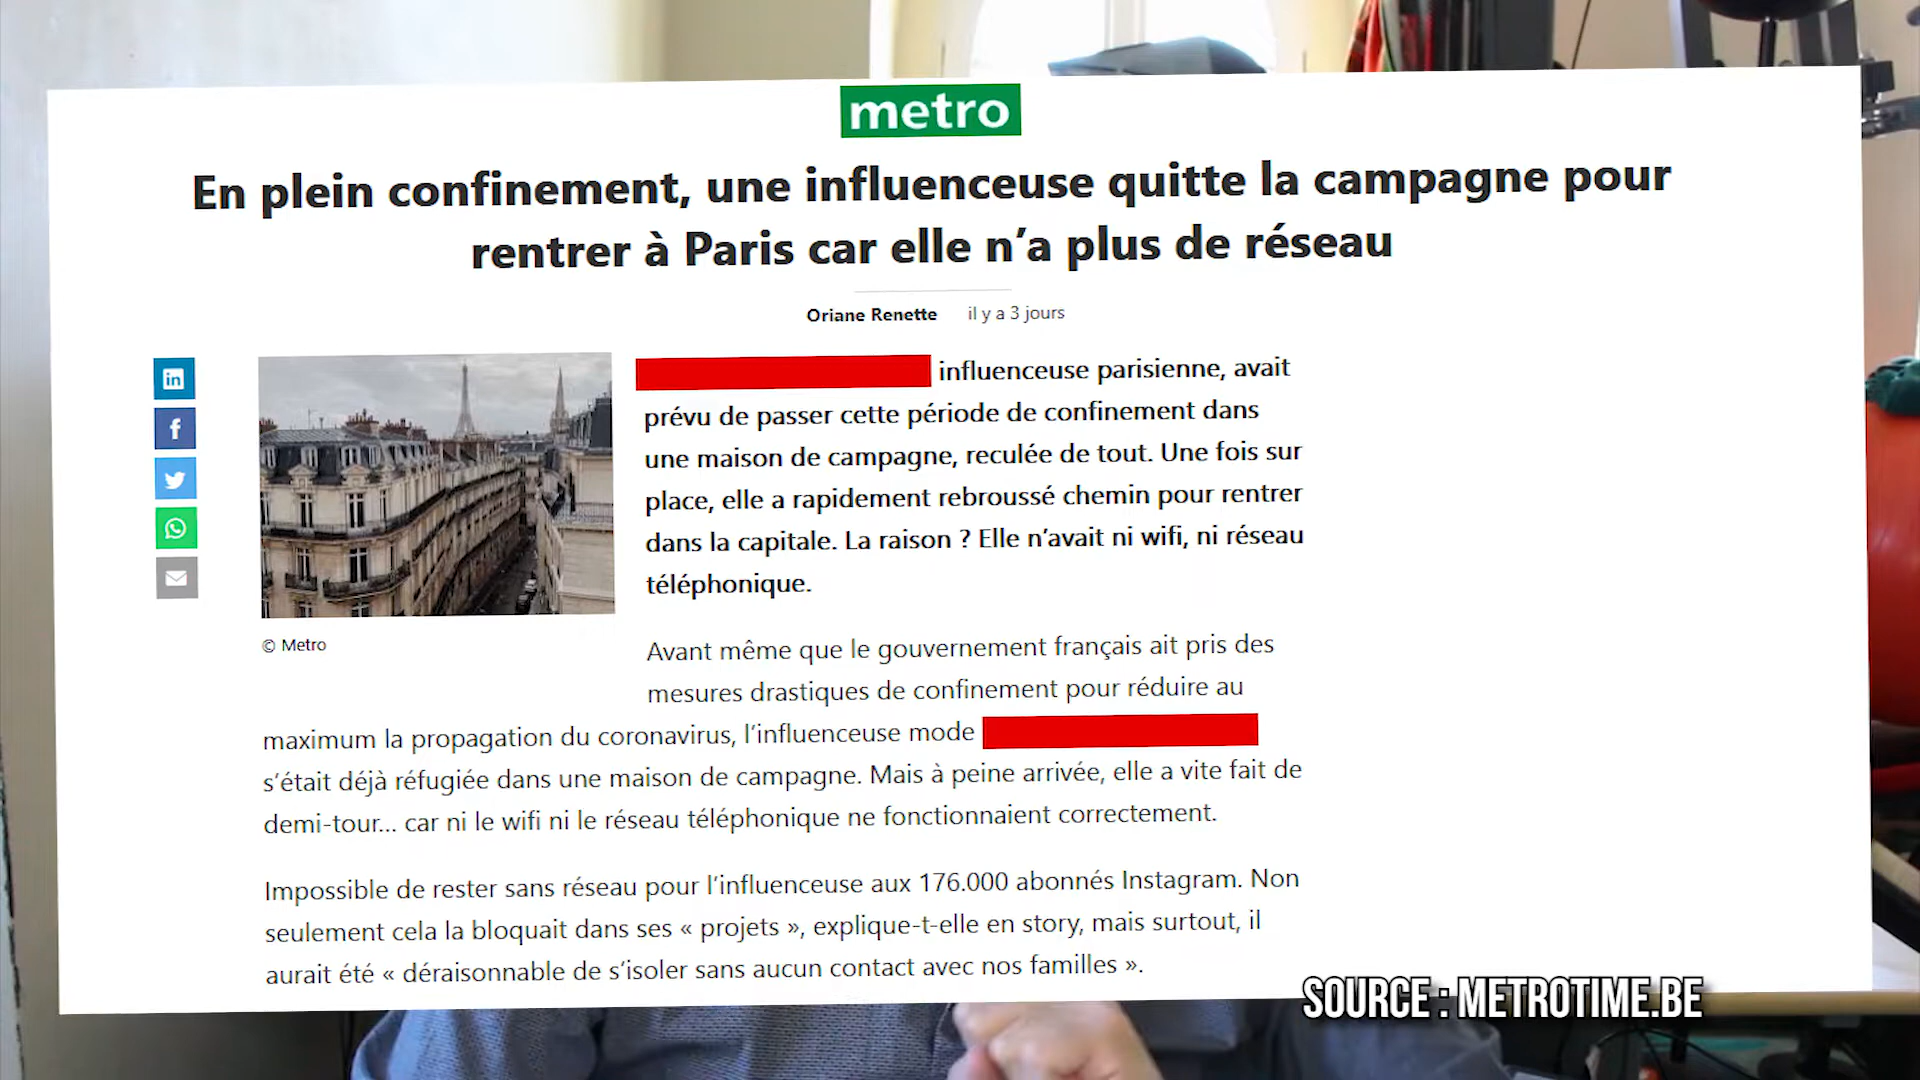 metro
En plein confinement, une influenceuse quitte la campagne pour
rentrer à Paris car elle n’a plus de réseau
Oriane Renette il y a 3 jours
influenceuse parisienne, avait
prévu de passer cette période de confinement dans
une maison de campagne, reculée de tout. Une fois sur
place, elle a rapidement rebroussé chemin pour rentrer
dans la capitale. La raison ? Elle n’avait ni wifi, ni réseau
téléphonique.
in
f
© Metro
Avant même que le gouvernement français ait pris des
mesures drastiques de confinement pour réduire au
maximum la propagation du coronavirus, l’influenceuse mode
s’était déjà réfugiée dans une maison de campagne. Mais à peine arrivée, elle a vite fait de
demi-tour... car ni le wifi ni le réseau téléphonique ne fonctionnaient correctement.
Impossible de rester sans réseau pour l’influenceuse aux 176.000 abonnés Instagram. Non
seulement cela la bloquait dans ses « projets », explique-t-elle en story, mais surtout, il
aurait été « déraisonnable de s’isoler sans aucun contact avec nos familles ».
SOURCE : METROTIME.BE